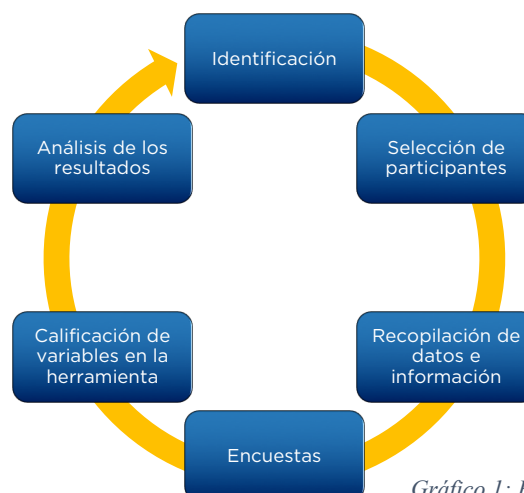 Identificación
Selección de
participantes
Recopilación de
datos e
información
Encuestas
Calificación de
variables en la
herramienta
Análisis de los
resultados
Gráfico 1: